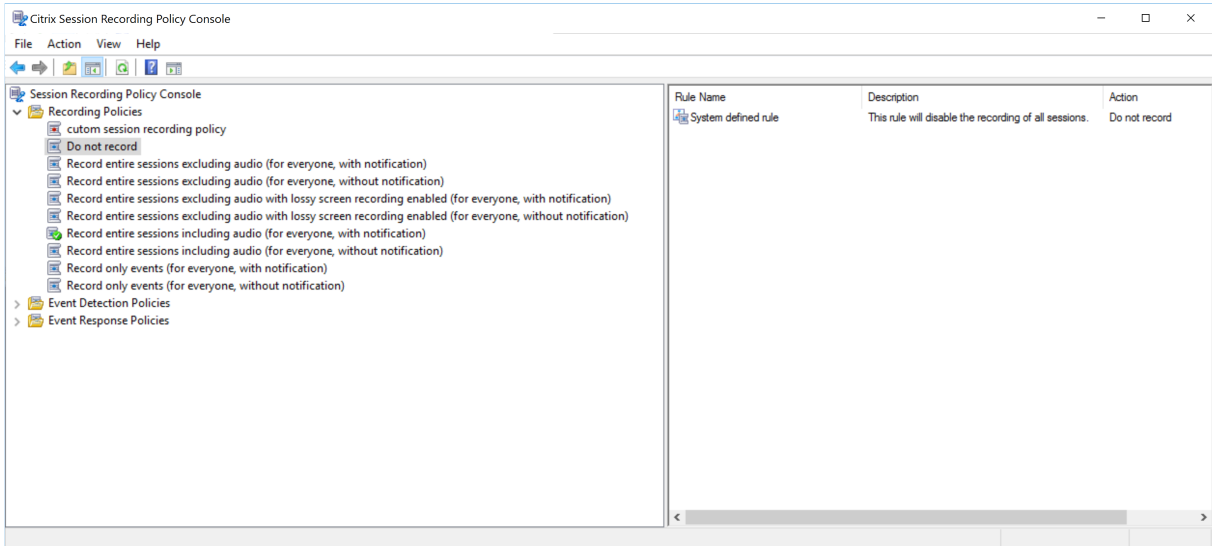 Citrix Session Recording Policy Console
File Action View Help
Session Recording Policy Console
Recording Policies
cutom session recording policy
Do not record
Record entire sessions excluding audio (for everyone, with notification)
Record entire sessions excluding audio (for everyone, without notification)
Record entire sessions excluding audio with lossy screen recording enabled (for everyone, with notification)
Record entire sessions excluding audio with lossy screen recording enabled (for everyone, without notification)
Record entire sessions including audio (for everyone, with notification)
Record entire sessions including audio (for everyone, without notification)
Record only events (for everyone, with notification)
Record only events (for everyone, without notification)
Event Detection Policies
Event Response Policies
Rule Name Description Action
System defined rule This rule will disable the recording of all sessions. Do not record